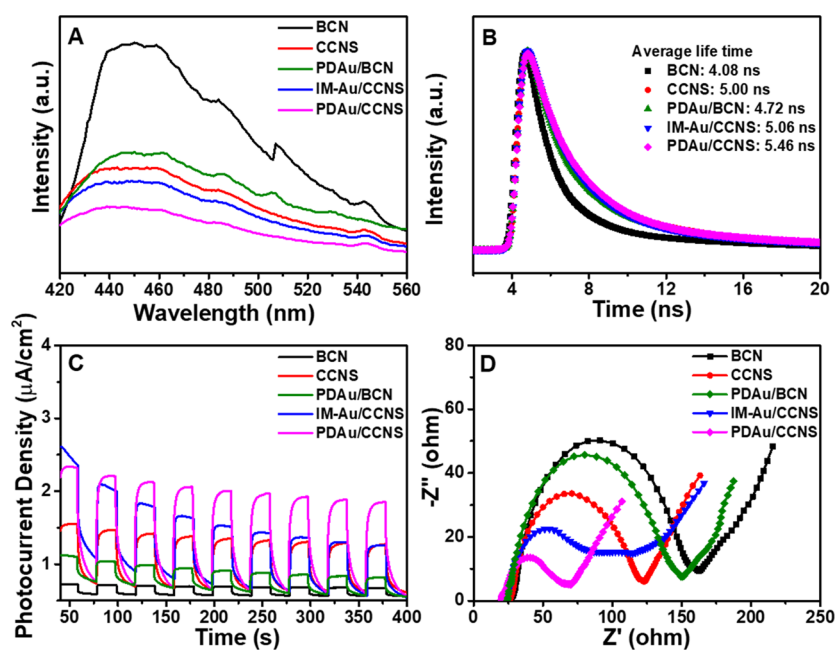 A
BCN
CCNS
PDAu/BCN
IM-Au/CCNS
PDAu/CCNS
Intensity (a.u.)
420 440 460 480 500 520 540 560
Wavelength (nm)
B
Average life time
BCN: 4.08 ns
CCNS: 5.00 ns
PDAu/BCN: 4.72 ns
IM-Au/CCNS: 5.06 ns
PDAu/CCNS: 5.46 ns
Intensity (a.u.)
4 8 12 16 20
Time (ns)
C
BCN
CCNS
PDAu/BCN
IM-Au/CCNS
PDAu/CCNS
Photocurrent Density (μA/cm²)
4
3
2
1
50 100 150 200 250 300 350 400
Time (s)
D
BCN
CCNS
PDAu/BCN
IM-Au/CCNS
PDAu/CCNS
-Z'' (ohm)
80
60
40
20
0
0 50 100 150 200 250
Z' (ohm)